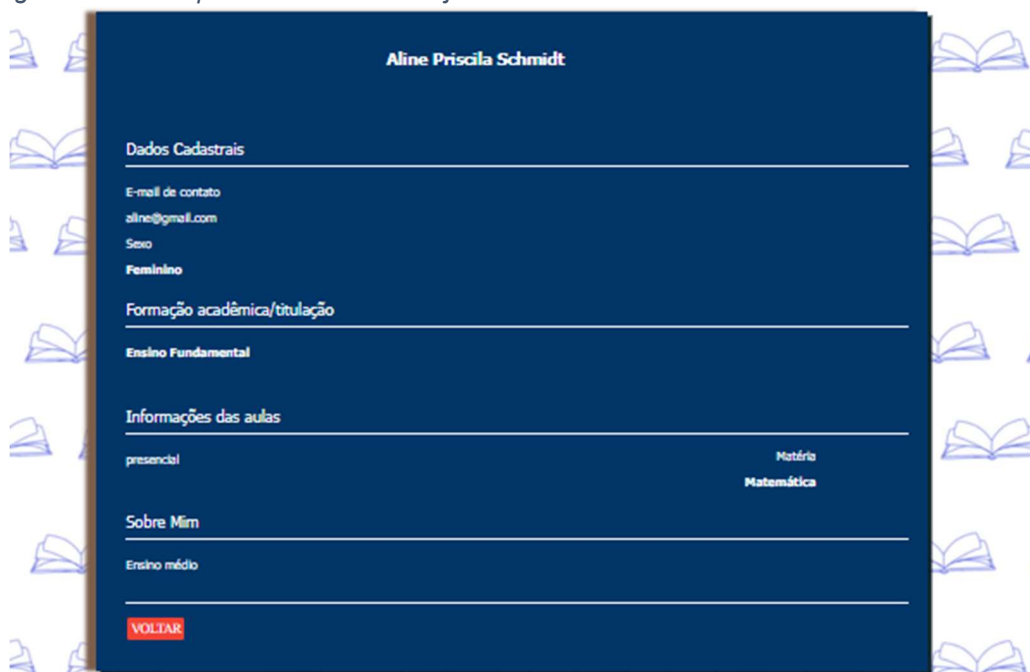 Aline Priscila Schmidt
Dados Cadastrais
E-mail de contato
aline@gmail.com
Sexo
Feminino
Formação acadêmica/titulação
Ensino Fundamental
Informações das aulas
presencial
Matéria
Matemática
Sobre Mim
Ensino médio
VOLTAR